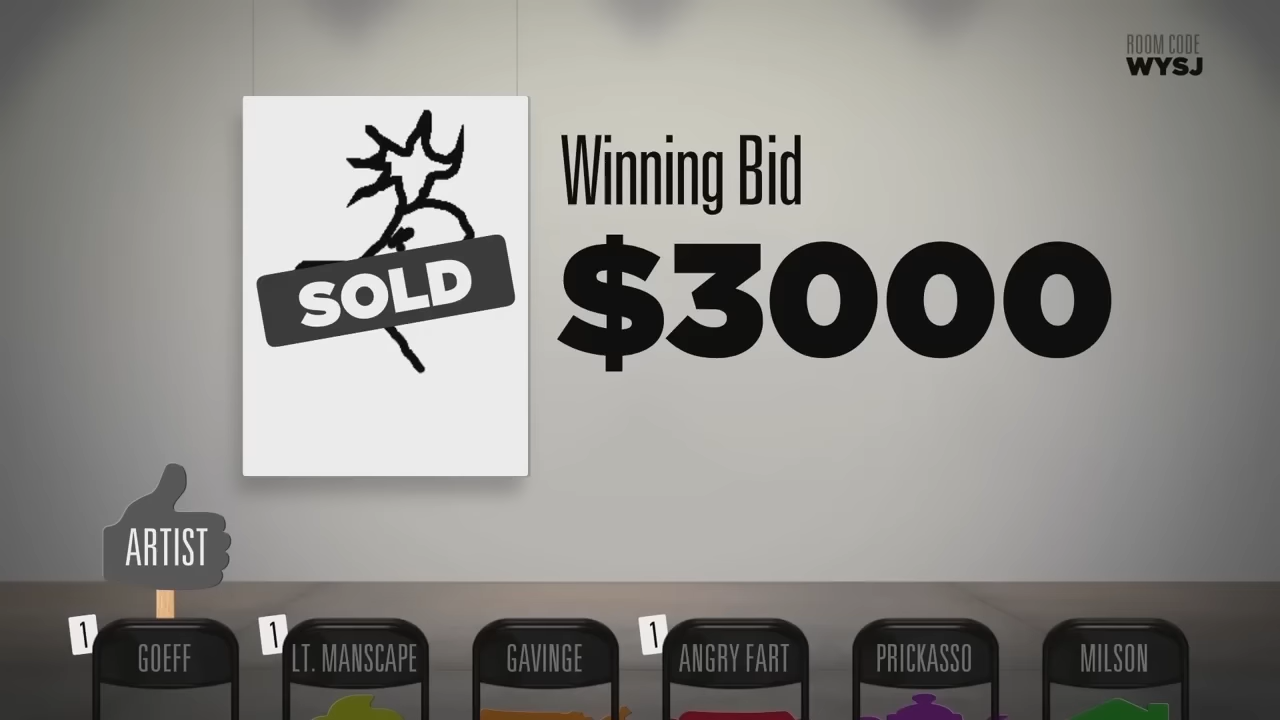 ROOM CODE
WYSJ
Winning Bid
$3000
SOLD
ARTIST
1
GOEFF
1
LT. MANSCAPE
GAVINGE
1
ANGRY FART
PRICKASSO
MILSON